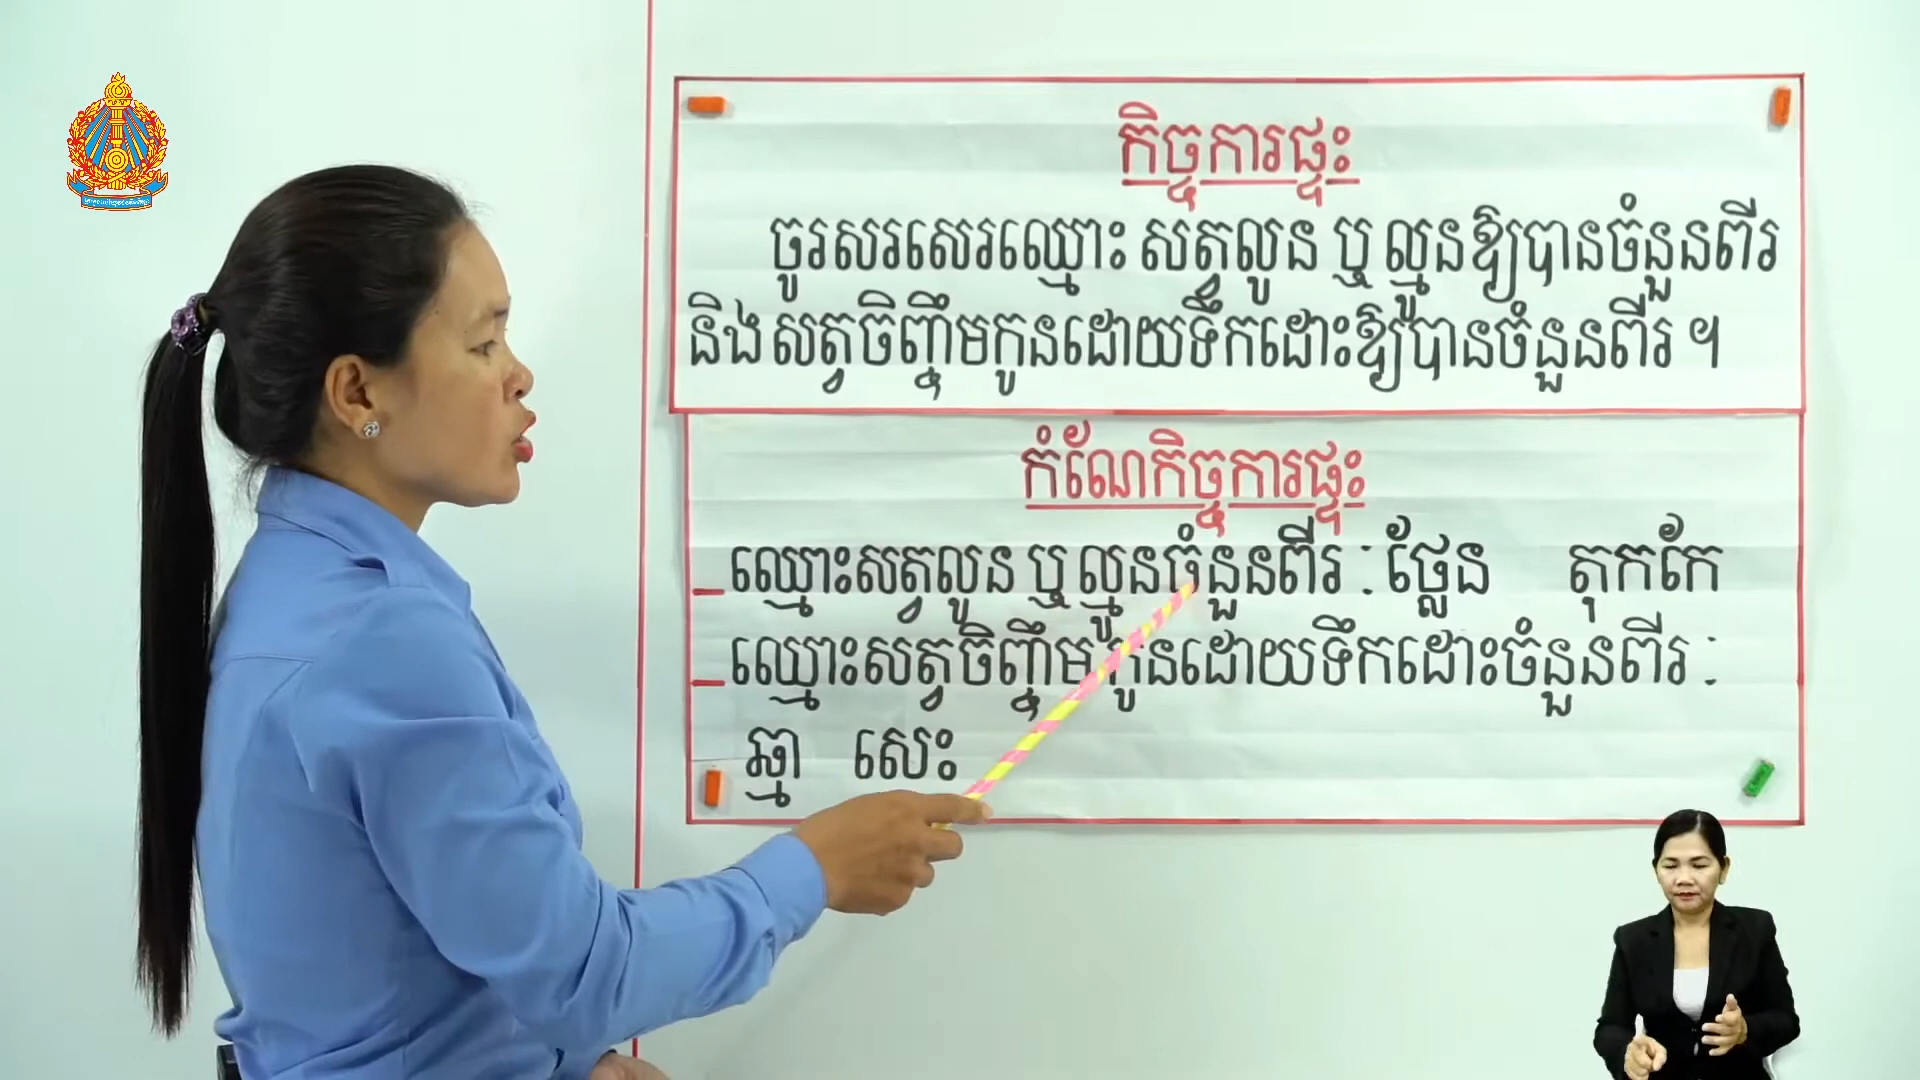 កិច្ចការផ្ទះ
ចូរសរសេរឈ្មោះ សត្វលូន ឬ ល្មូនឱ្យបានចំនួនពីរ
និង សត្វចិញ្ចឹមកូនដោយទឹកដោះឱ្យបានចំនួនពីរ ។
កំណែកិច្ចការផ្ទះ
_ ឈ្មោះសត្វលូន ឬ ល្មូនចំនួនពីរ : ថ្លែន តុកកែ
_ ឈ្មោះសត្វចិញ្ចឹមកូនដោយទឹកដោះចំនួនពីរ :
ឆ្មា សេះ